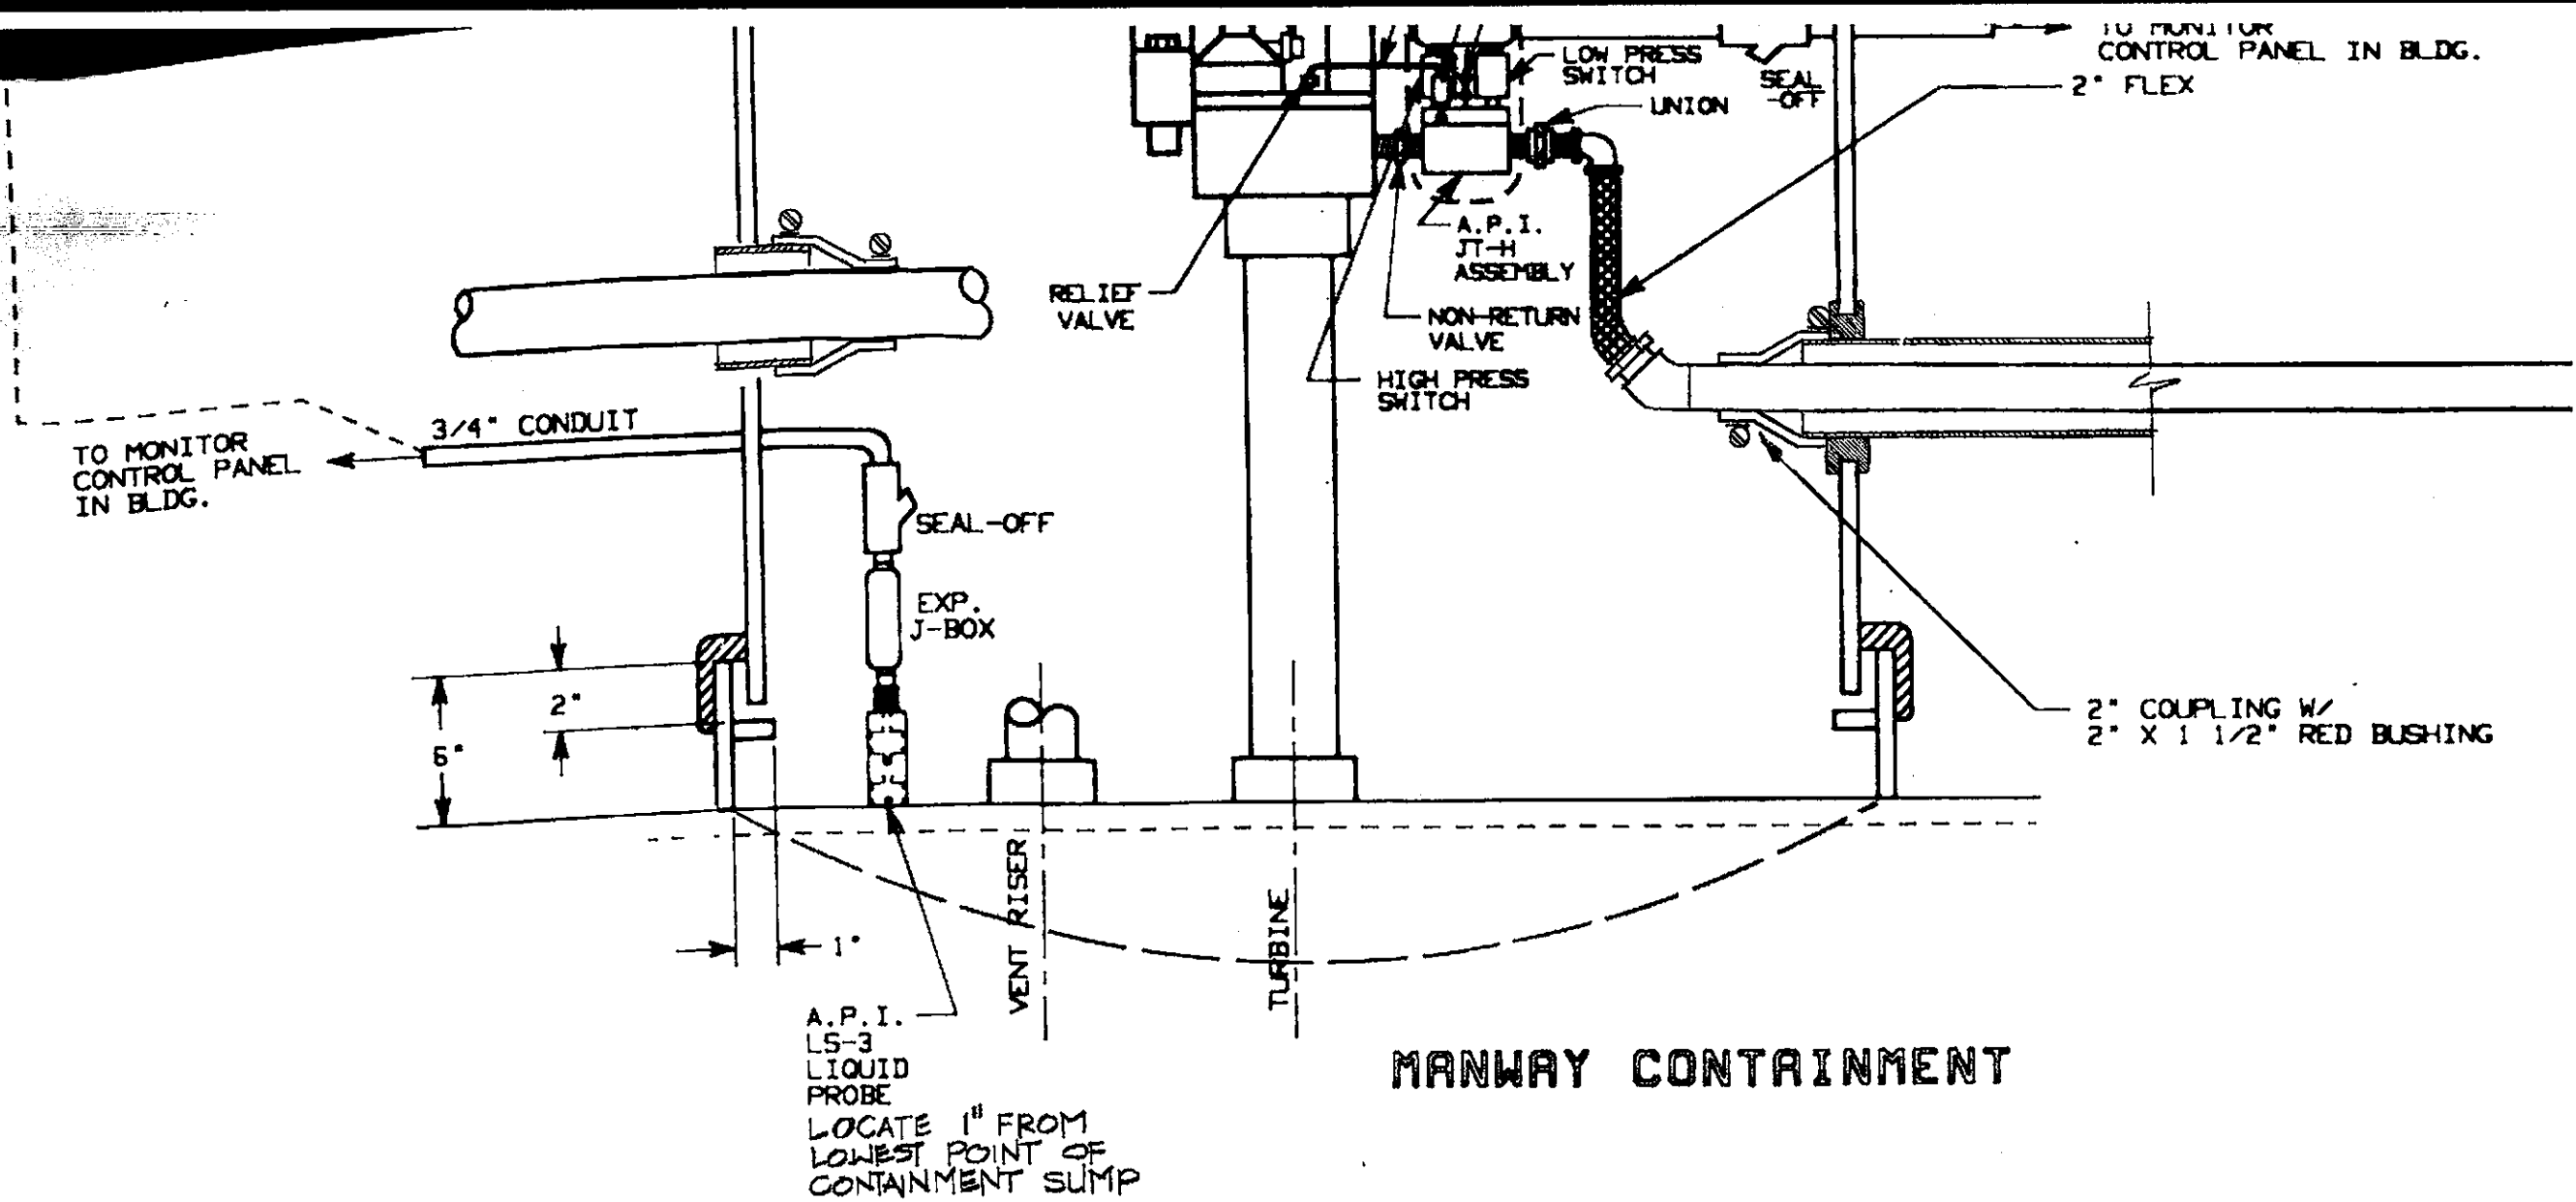 TO MONITOR
CONTROL PANEL IN BLDG.
LOW PRESS
SWITCH
SEAL
-OFF
2" FLEX
UNION
A.P.I.
JT-H
ASSEMBLY
RELIEF
VALVE
NON-RETURN
VALVE
HIGH PRESS
SWITCH
3/4" CONDUIT
TO MONITOR
CONTROL PANEL
IN BLDG.
SEAL-OFF
EXP.
J-BOX
2"
6"
2" COUPLING W/
2" X 1 1/2" RED BUSHING
1"
VENT RISER
TURBINE
A.P.I.
LS-3
LIQUID
PROBE
LOCATE 1" FROM
LOWEST POINT OF
CONTAINMENT SUMP
MANWAY CONTAINMENT